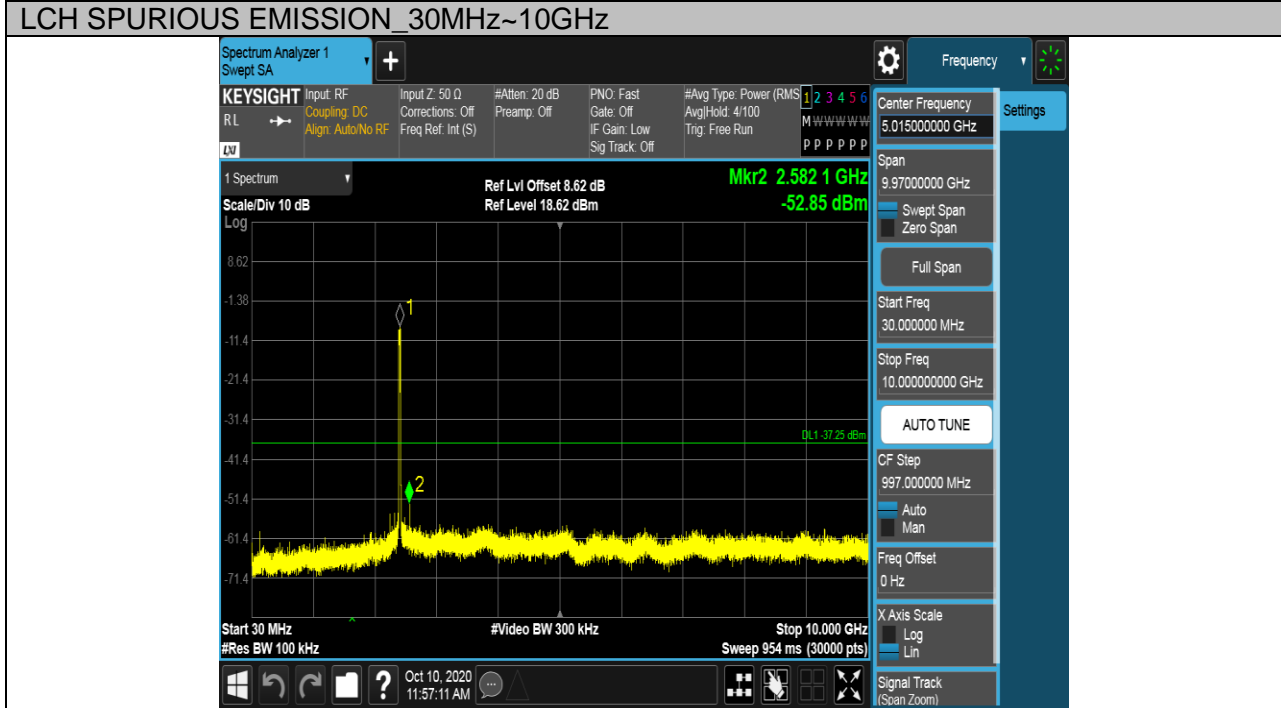 LCH SPURIOUS EMISSION_30MHz~10GHz
Spectrum Analyzer 1
Swept SA
Frequency
KEYSIGHT
RL
LXI
Input: RF
Coupling: DC
Align: Auto/No RF
Input Z: 50 Ω
Corrections: Off
Freq Ref: Int (S)
#Atten: 20 dB
Preamp: Off
PNO: Fast
Gate: Off
IF Gain: Low
Sig Track: Off
#Avg Type: Power (RMS
Avg|Hold: 4/100
Trig: Free Run
1 2 3 4 5 6
M W W W W W
P P P P P P
1 Spectrum
Scale/Div 10 dB
Log
Ref Lvl Offset 8.62 dB
Ref Level 18.62 dBm
Mkr2 2.582 1 GHz
-52.85 dBm
8.62
-1.38
-11.4
-21.4
-31.4
-41.4
-51.4
-61.4
-71.4
1
2
DL1 -37.25 dBm
Start 30 MHz
#Res BW 100 kHz
#Video BW 300 kHz
Stop 10.000 GHz
Sweep 954 ms (30000 pts)
Center Frequency
5.015000000 GHz
Settings
Span
9.97000000 GHz
Swept Span
Zero Span
Full Span
Start Freq
30.000000 MHz
Stop Freq
10.000000000 GHz
AUTO TUNE
CF Step
997.000000 MHz
Auto
Man
Freq Offset
0 Hz
X Axis Scale
Log
Lin
Signal Track
(Span Zoom)
?
Oct 10, 2020
11:57:11 AM